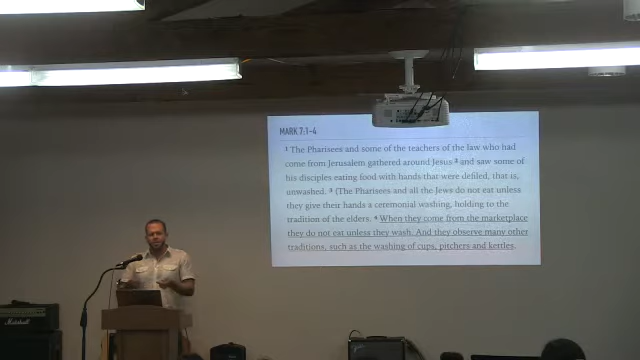 MARK 7:1-4
1 The Pharisees and some of the teachers of the law who had
come from Jerusalem gathered around Jesus 2 and saw some of
his disciples eating food with hands that were defiled, that is,
unwashed. 3 (The Pharisees and all the Jews do not eat unless
they give their hands a ceremonial washing, holding to the
tradition of the elders. 4 When they come from the marketplace
they do not eat unless they wash. And they observe many other
traditions, such as the washing of cups, pitchers and kettles.
Marshall